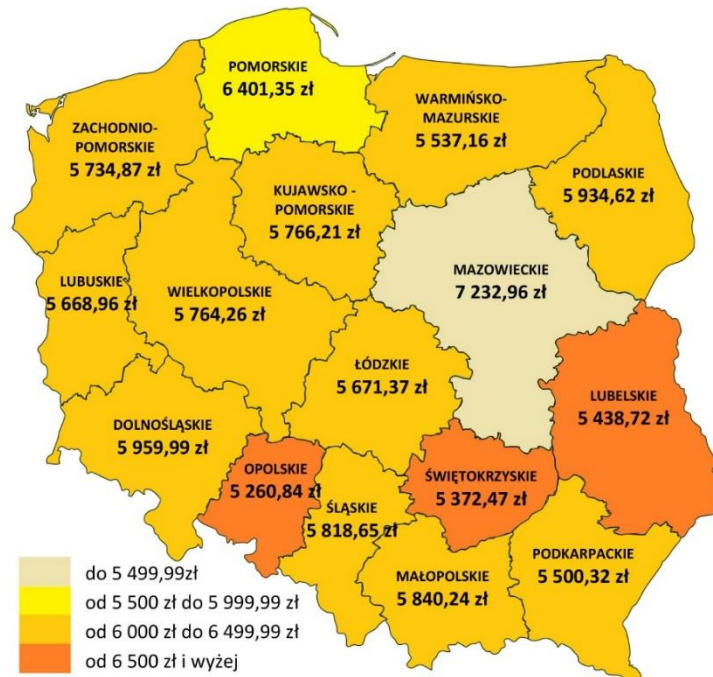 POMORSKIE
6 401,35 zł
WARMIŃSKO-
MAZURSKIE
5 537,16 zł
ZACHODNIO-
POMORSKIE
5 734,87 zł
PODLASKIE
5 934,62 zł
KUJAWSKO -
POMORSKIE
5 766,21 zł
MAZOWIECKIE
7 232,96 zł
LUBUSKIE
5 668,96 zł
WIELKOPOLSKIE
5 764,26 zł
ŁÓDZKIE
5 671,37 zł
LUBELSKIE
5 438,72 zł
DOLNOŚLĄSKIE
5 959,99 zł
OPOLSKIE
5 260,84 zł
ŚWIĘTOKRZYSKIE
5 372,47 zł
ŚLĄSKIE
5 818,65 zł
PODKARPACKIE
5 500,32 zł
MAŁOPOLSKIE
5 840,24 zł
do 5 499,99zł
od 5 500 zł do 5 999,99 zł
od 6 000 zł do 6 499,99 zł
od 6 500 zł i wyżej